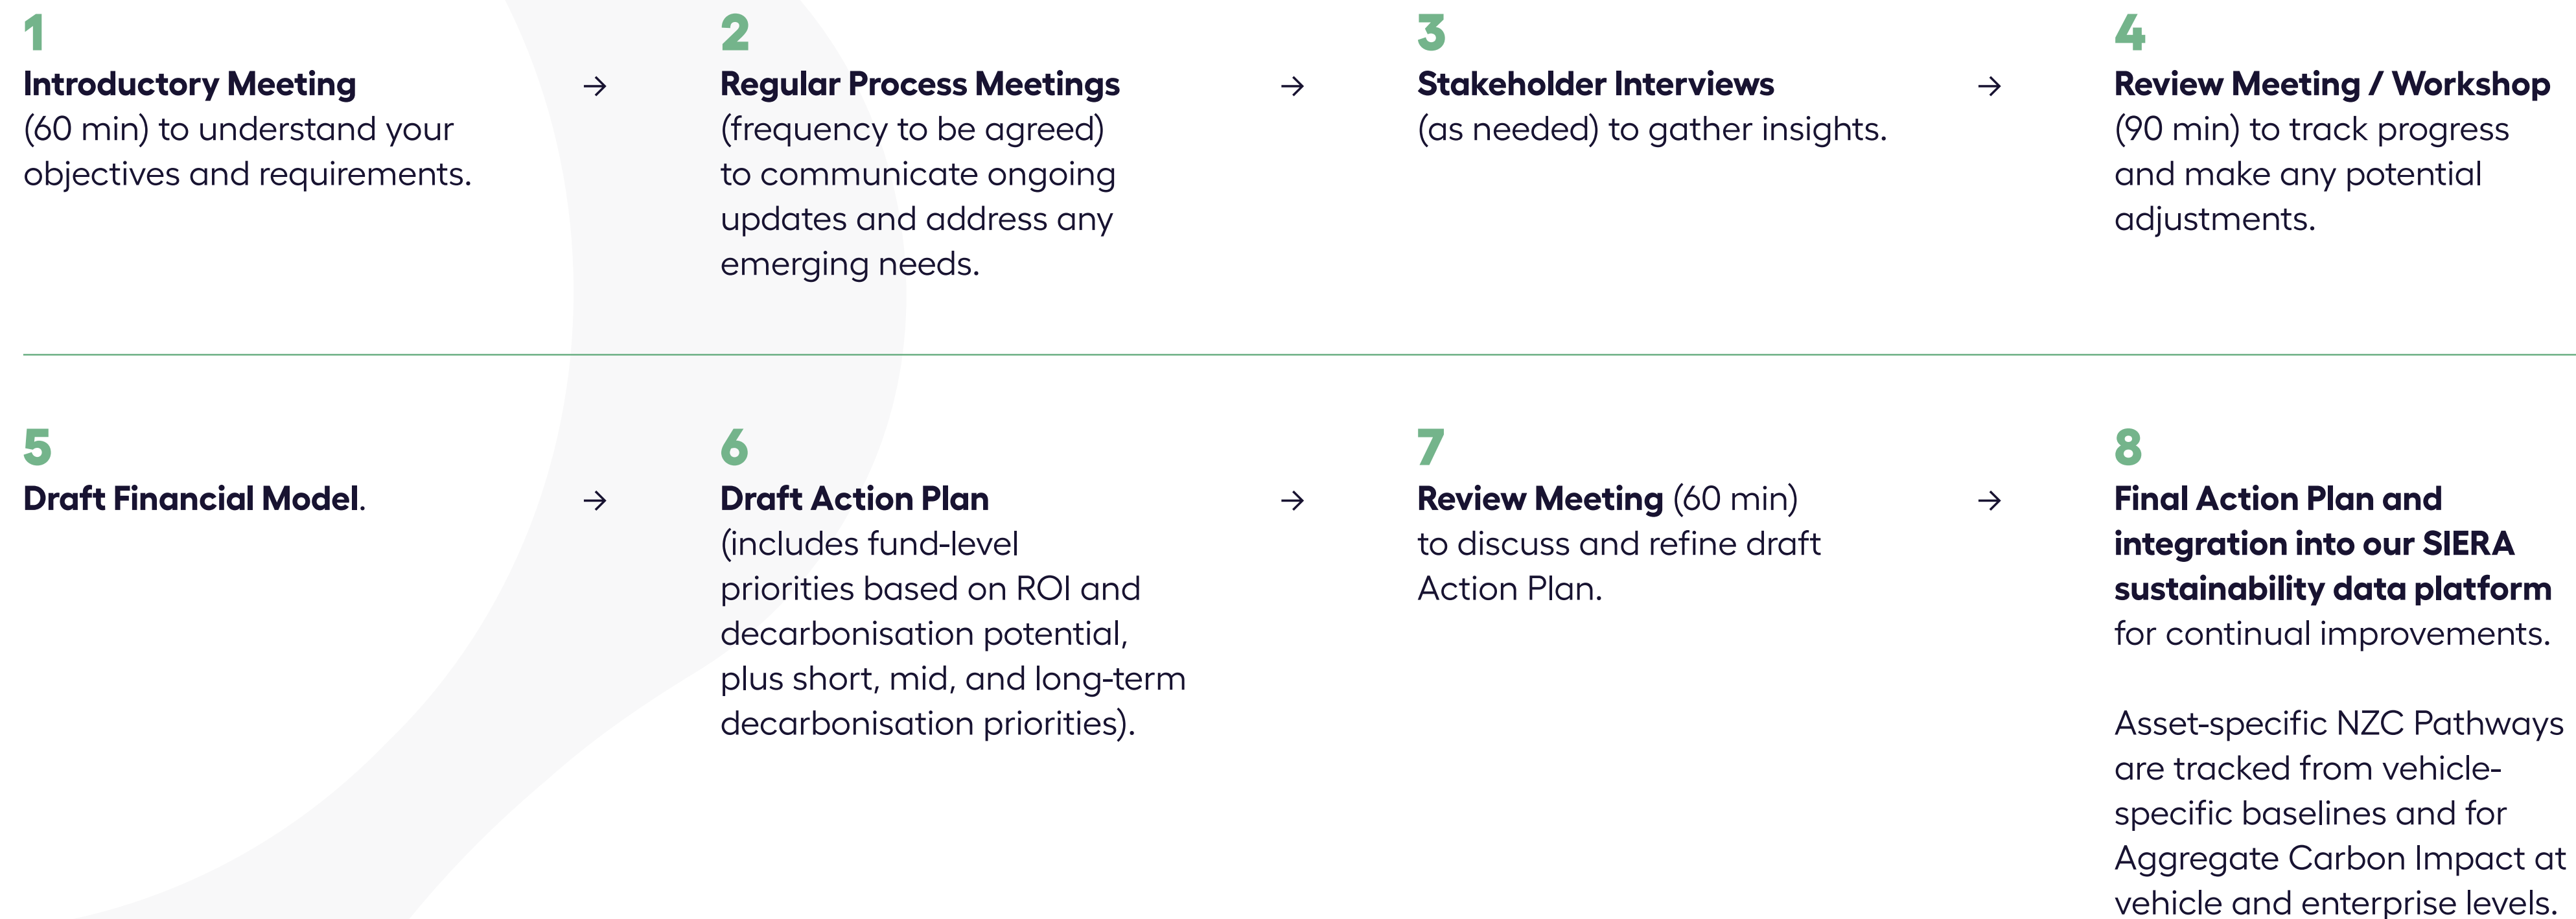 1
Introductory Meeting
(60 min) to understand your
objectives and requirements.
→
2
Regular Process Meetings
(frequency to be agreed)
to communicate ongoing
updates and address any
emerging needs.
→
3
Stakeholder Interviews
(as needed) to gather insights.
→
4
Review Meeting / Workshop
(90 min) to track progress
and make any potential
adjustments.
5
Draft Financial Model.
→
6
Draft Action Plan
(includes fund-level
priorities based on ROI and
decarbonisation potential,
plus short, mid, and long-term
decarbonisation priorities).
→
7
Review Meeting (60 min)
to discuss and refine draft
Action Plan.
→
8
Final Action Plan and
integration into our SIERA
sustainability data platform
for continual improvements.
Asset-specific NZC Pathways
are tracked from vehicle-
specific baselines and for
Aggregate Carbon Impact at
vehicle and enterprise levels.